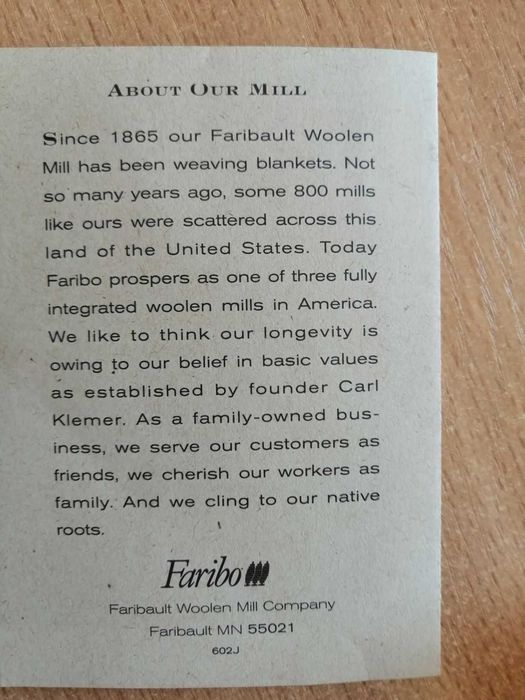 ABOUT OUR MILL
Since 1865 our Faribault Woolen
Mill has been weaving blankets. Not
so many years ago, some 800 mills
like ours were scattered across this
land of the United States. Today
Faribo prospers as one of three fully
integrated woolen mills in America.
We like to think our longevity is
owing to our belief in basic values
as established by founder Carl
Klemer. As a family-owned bus-
iness, we serve our customers as
friends, we cherish our workers as
family. And we cling to our native
roots.
Faribo
Faribault Woolen Mill Company
Faribault MN 55021
602J